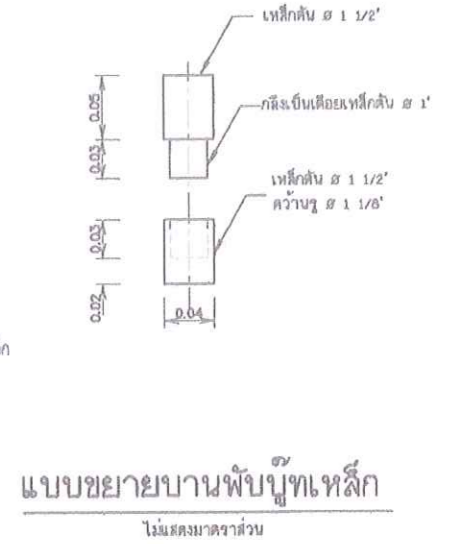 เหล็กตัน ø 1 1/2"
0.05
กลึงเป็นเดือยเหล็กตัน ø 1"
0.03
เหล็กตัน ø 1 1/2"
คว้านรู ø 1 1/8"
0.03
0.02
0.04
แบบขยายบานพับบู๊ทเหล็ก
ไม่แสดงมาตราส่วน